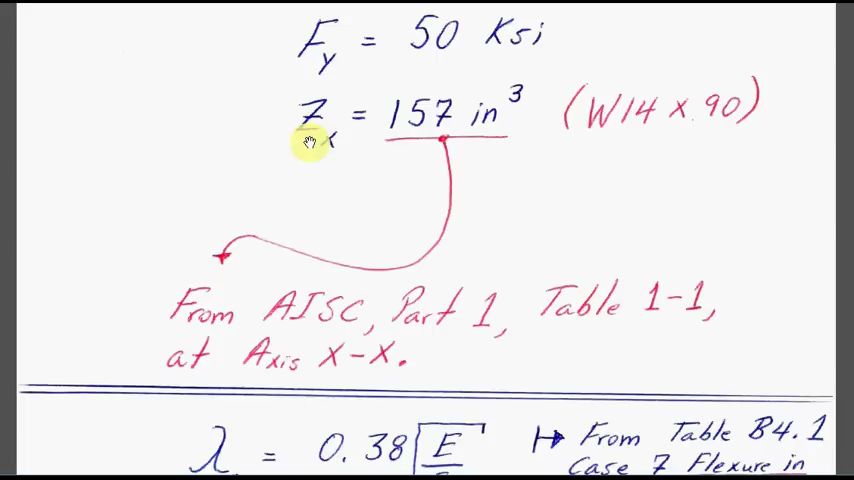 Fy = 50 Ksi
Zx = 157 in³ (W14 x 90)
From AISC, Part 1, Table 1-1,
at Axis X-X.
λ = 0.38 √E ↦ From Table B4.1
Case 7 Flexure in